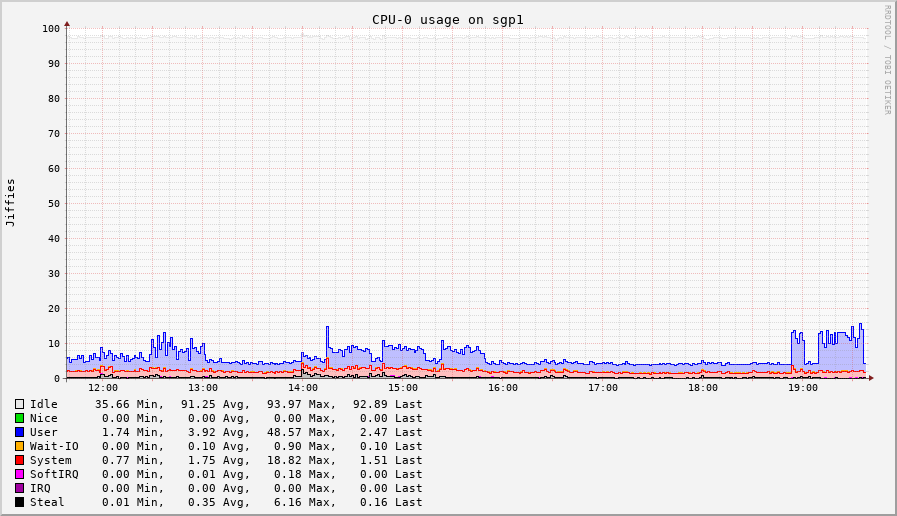 CPU-0 usage on sgp1
RRDTOOL / TOBI OETIKER
Jiffies
100
90
80
70
60
50
40
30
20
10
0
12:00 13:00 14:00 15:00 16:00 17:00 18:00 19:00
Idle 35.66 Min, 91.25 Avg, 93.97 Max, 92.89 Last
Nice 0.00 Min, 0.00 Avg, 0.00 Max, 0.00 Last
User 1.74 Min, 3.92 Avg, 48.57 Max, 2.47 Last
Wait-IO 0.00 Min, 0.10 Avg, 0.90 Max, 0.10 Last
System 0.77 Min, 1.75 Avg, 18.82 Max, 1.51 Last
SoftIRQ 0.00 Min, 0.01 Avg, 0.18 Max, 0.00 Last
IRQ 0.00 Min, 0.00 Avg, 0.00 Max, 0.00 Last
Steal 0.01 Min, 0.35 Avg, 6.16 Max, 0.16 Last